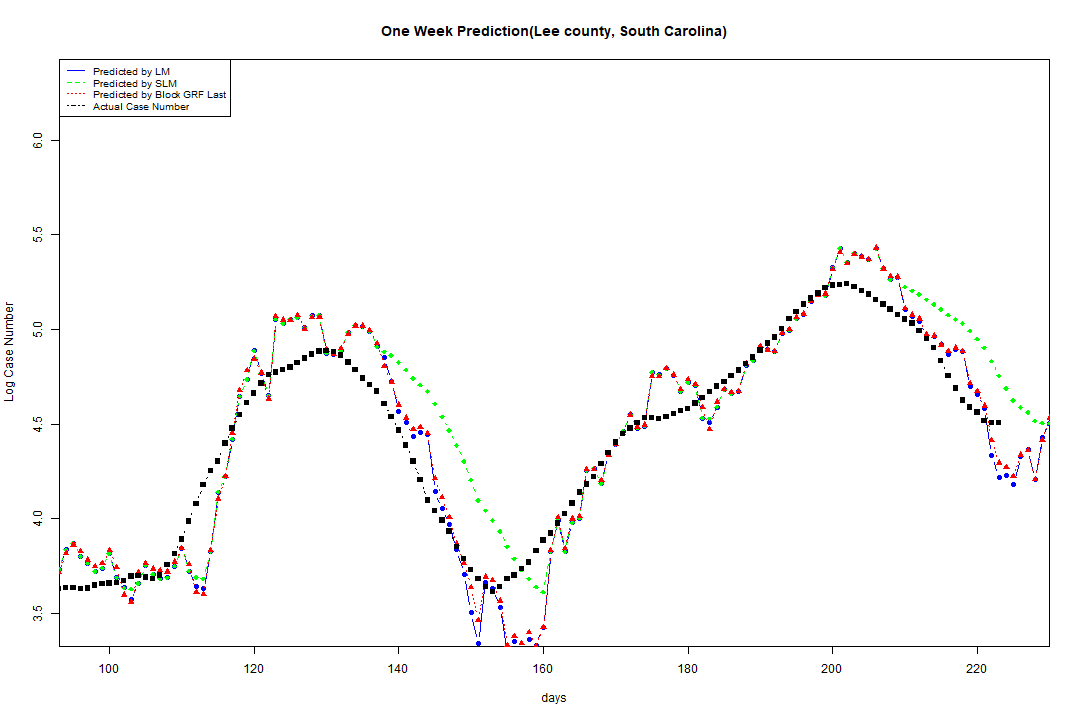 One Week Prediction(Lee county, South Carolina)
Predicted by LM
Predicted by SLM
Predicted by Block GRF Last
Actual Case Number
6.0
5.5
5.0
4.5
4.0
3.5
Log Case Number
100 120 140 160 180 200 220
days